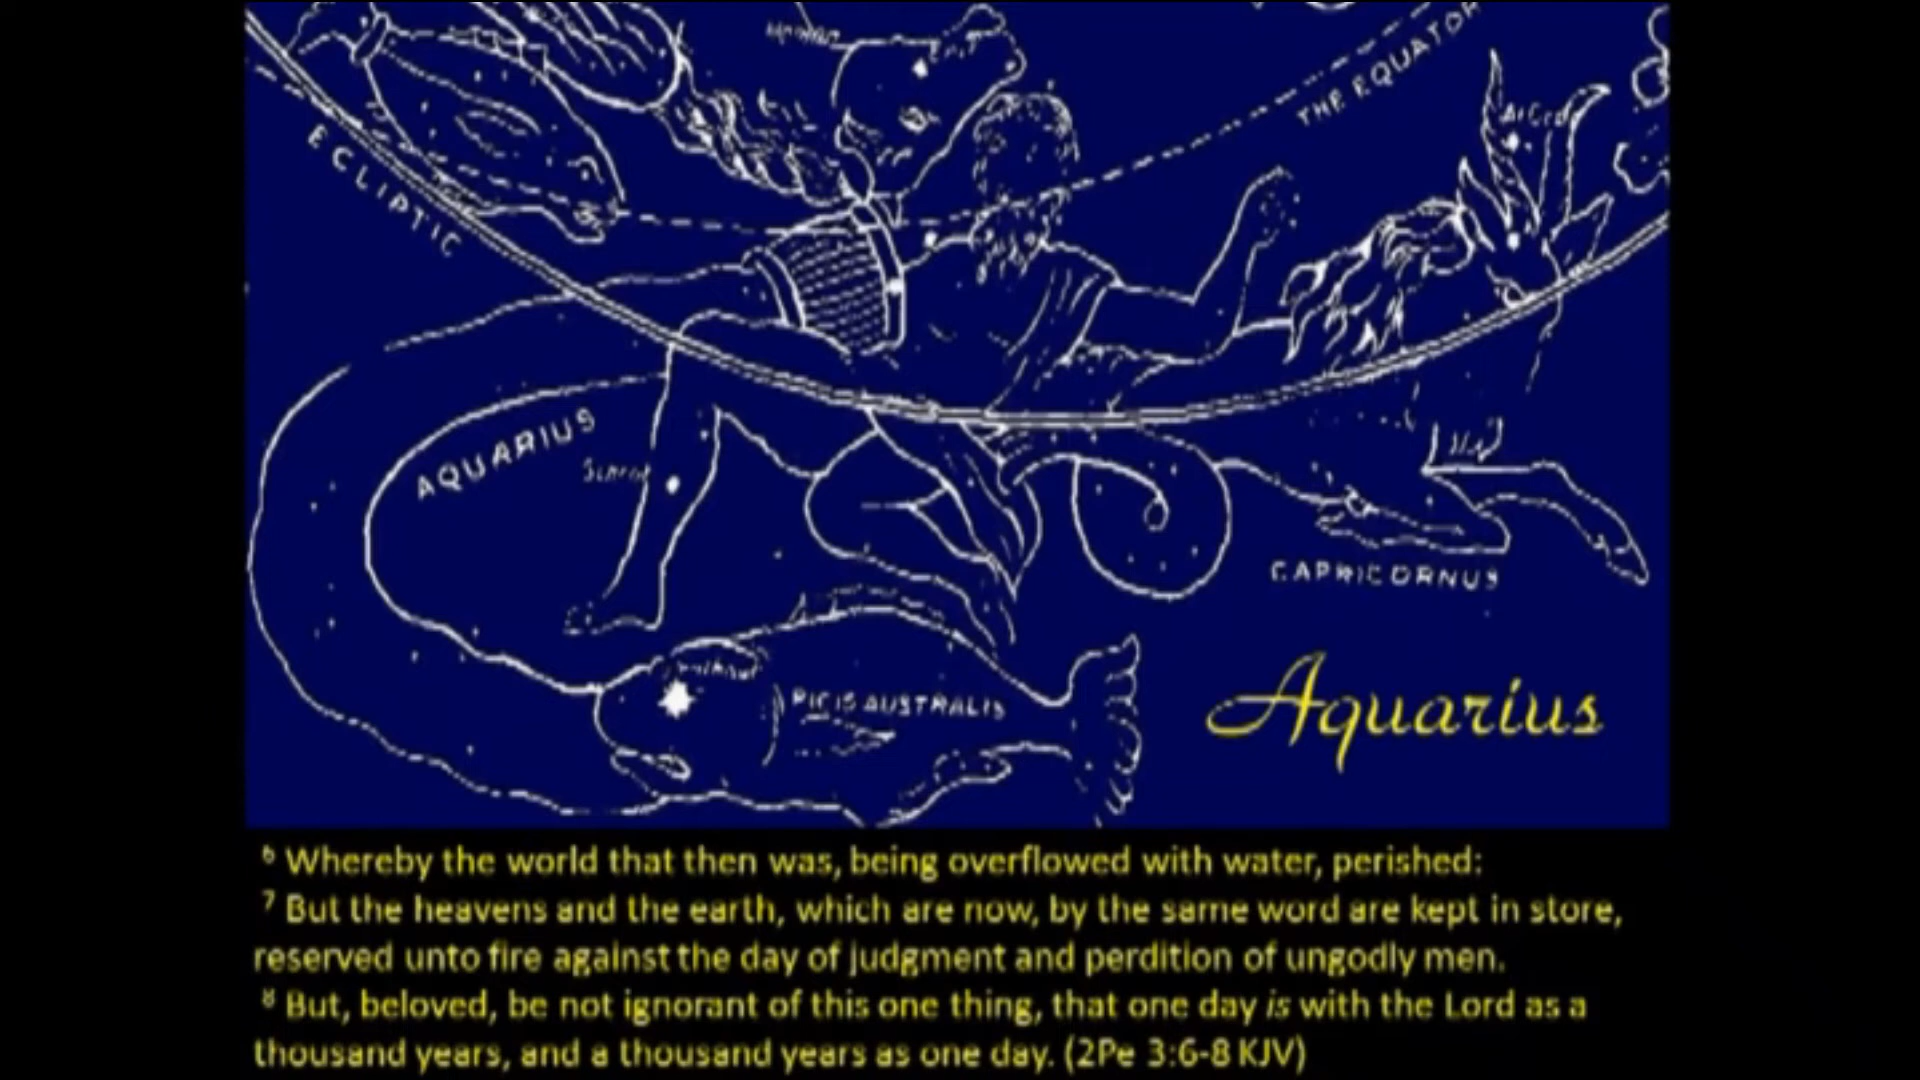 THE EQUATOR
ECLIPTIC
AQUARIUS
CAPRICORNUS
Aquarius
6 Whereby the world that then was, being overflowed with water, perished:
7 But the heavens and the earth, which are now, by the same word are kept in store,
reserved unto fire against the day of judgment and perdition of ungodly men.
8 But, beloved, be not ignorant of this one thing, that one day is with the Lord as a
thousand years, and a thousand years as one day. (2Pe 3:6-8 KJV)